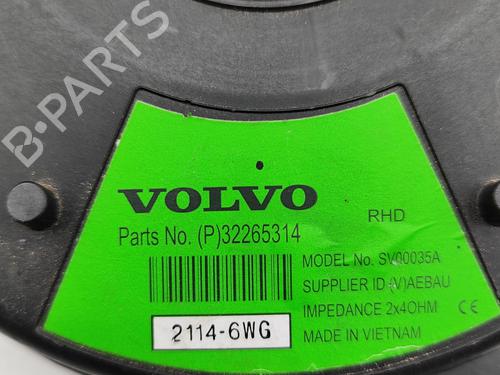 B-PARTS
VOLVO
RHD
Parts No. (P)32265314
MODEL No. SV00035A
SUPPLIER ID (V)AEBAU
IMPEDANCE 2x4OHM CE
MADE IN VIETNAM
2114-6WG